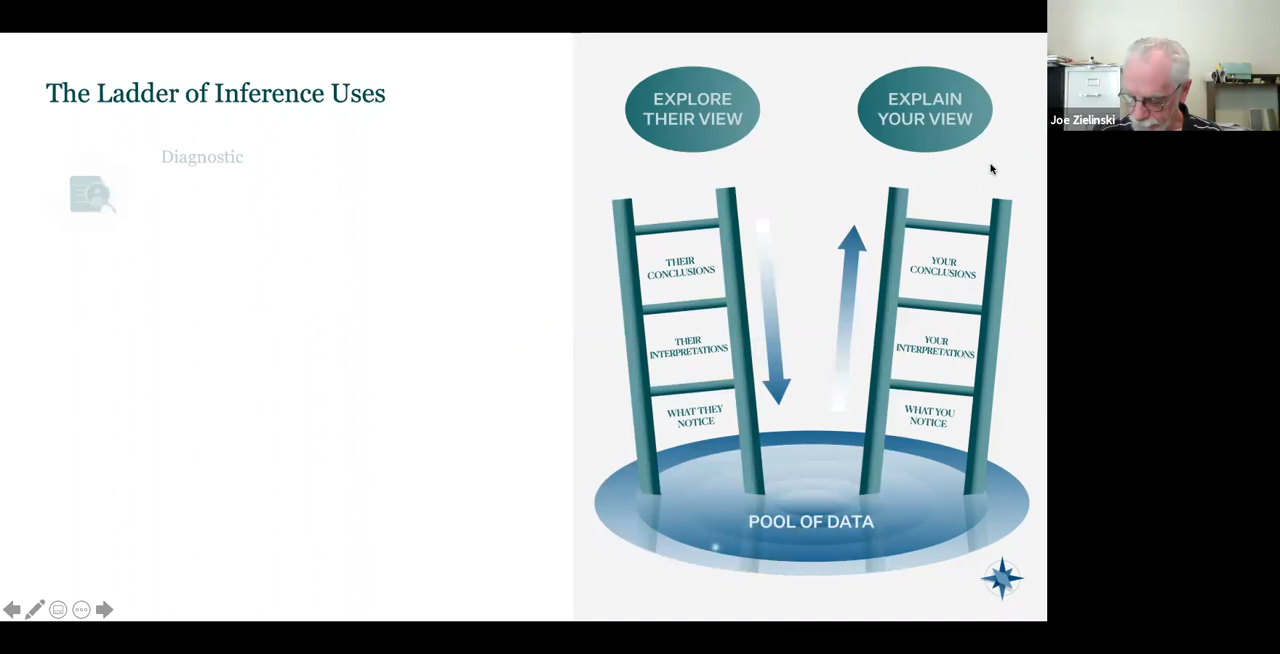 The Ladder of Inference Uses
Diagnostic
EXPLORE
THEIR VIEW
EXPLAIN
YOUR VIEW
THEIR
CONCLUSIONS
THEIR
INTERPRETATIONS
WHAT THEY
NOTICE
YOUR
CONCLUSIONS
YOUR
INTERPRETATIONS
WHAT YOU
NOTICE
POOL OF DATA
Joe Zielinski